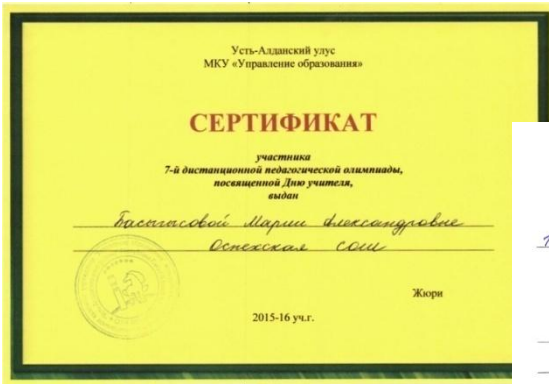 Усть-Алданский улус
МКУ «Управление образования»
СЕРТИФИКАТ
участника
7-й дистанционной педагогической олимпиады,
посвященной Дню учителя,
выдан
Басыгысовой Марии Александровне
Оспехская сош
Жюри
2015-16 уч.г.